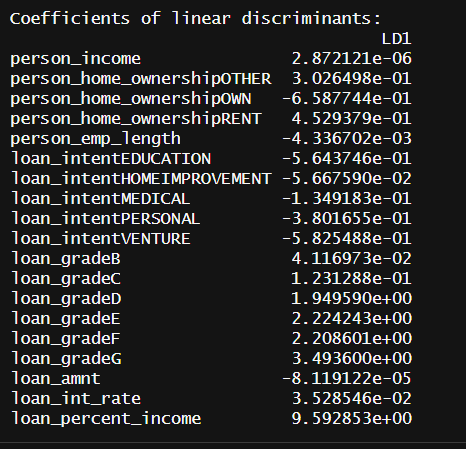 Coefficients of linear discriminants:
LD1
person_income 2.872121e-06
person_home_ownershipOTHER 3.026498e-01
person_home_ownershipOWN -6.587744e-01
person_home_ownershipRENT 4.529379e-01
person_emp_length -4.336702e-03
loan_intentEDUCATION -5.643746e-01
loan_intentHOMEIMPROVEMENT -5.667590e-02
loan_intentMEDICAL -1.349183e-01
loan_intentPERSONAL -3.801655e-01
loan_intentVENTURE -5.825488e-01
loan_gradeB 4.116973e-02
loan_gradeC 1.231288e-01
loan_gradeD 1.949590e+00
loan_gradeE 2.224243e+00
loan_gradeF 2.208601e+00
loan_gradeG 3.493600e+00
loan_amnt -8.119122e-05
loan_int_rate 3.528546e-02
loan_percent_income 9.592853e+00